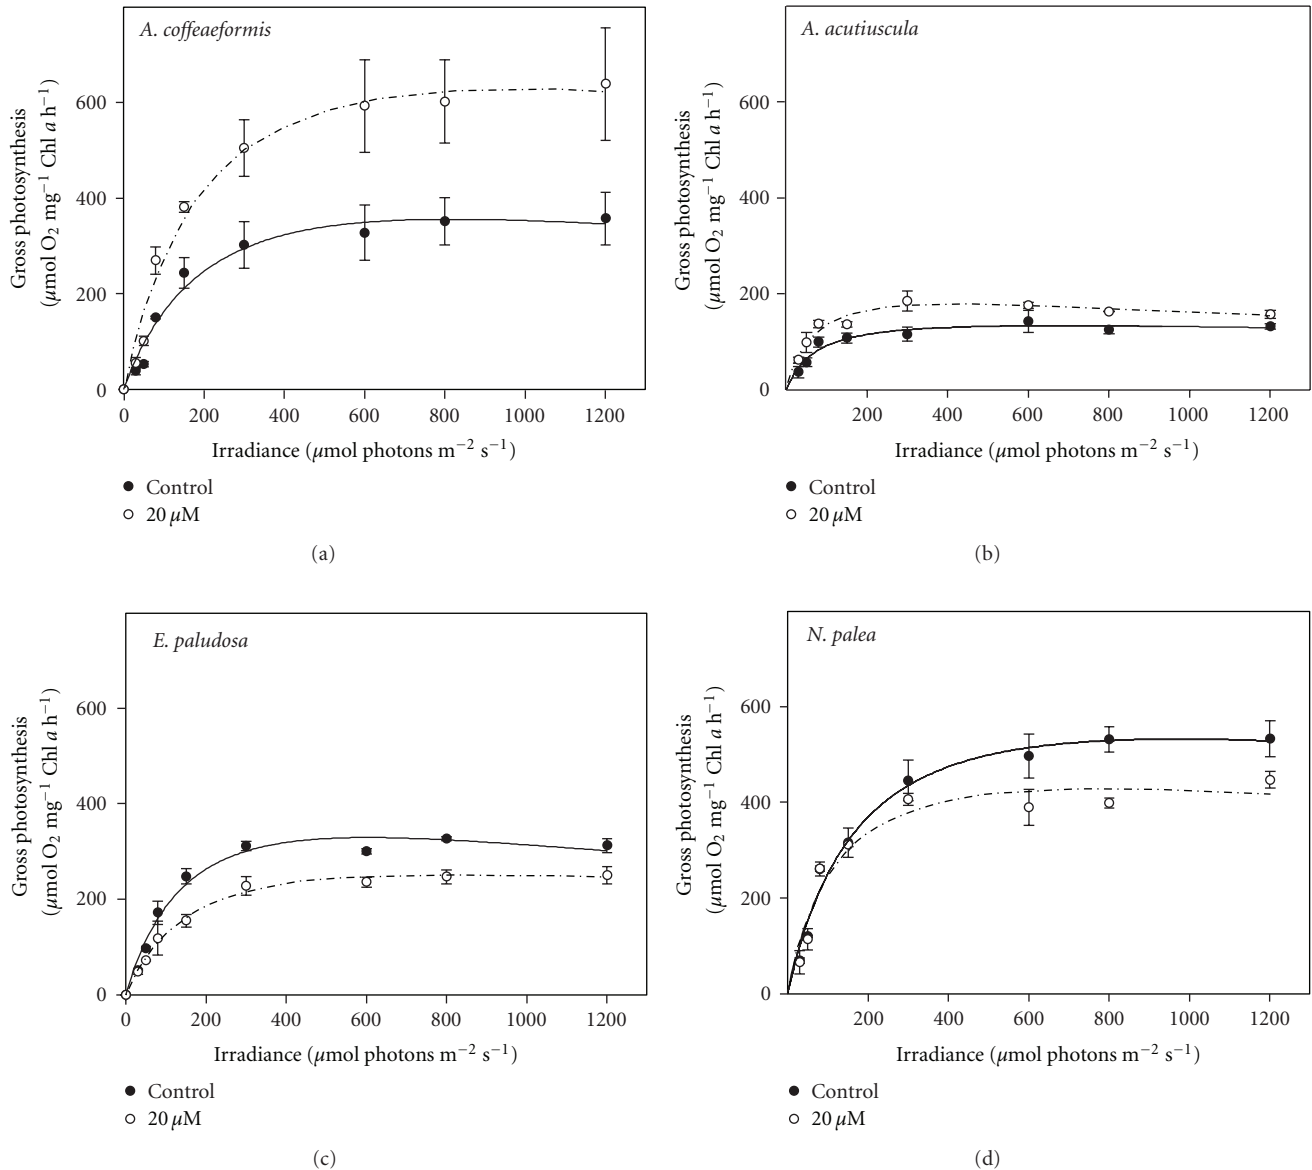 A. coffeaeformis
Gross photosynthesis
(μmol O₂ mg⁻¹ Chl a h⁻¹)
600
400
200
0
0 200 400 600 800 1000 1200
Irradiance (μmol photons m⁻² s⁻¹)
Control
20 μM
(a)
A. acutiuscula
Gross photosynthesis
(μmol O₂ mg⁻¹ Chl a h⁻¹)
600
400
200
0
200 400 600 800 1000 1200
Irradiance (μmol photons m⁻² s⁻¹)
Control
20 μM
(b)
E. paludosa
Gross photosynthesis
(μmol O₂ mg⁻¹ Chl a h⁻¹)
600
400
200
0
0 200 400 600 800 1000 1200
Irradiance (μmol photons m⁻² s⁻¹)
Control
20 μM
(c)
N. palea
Gross photosynthesis
(μmol O₂ mg⁻¹ Chl a h⁻¹)
600
400
200
0
200 400 600 800 1000 1200
Irradiance (μmol photons m⁻² s⁻¹)
Control
20 μM
(d)